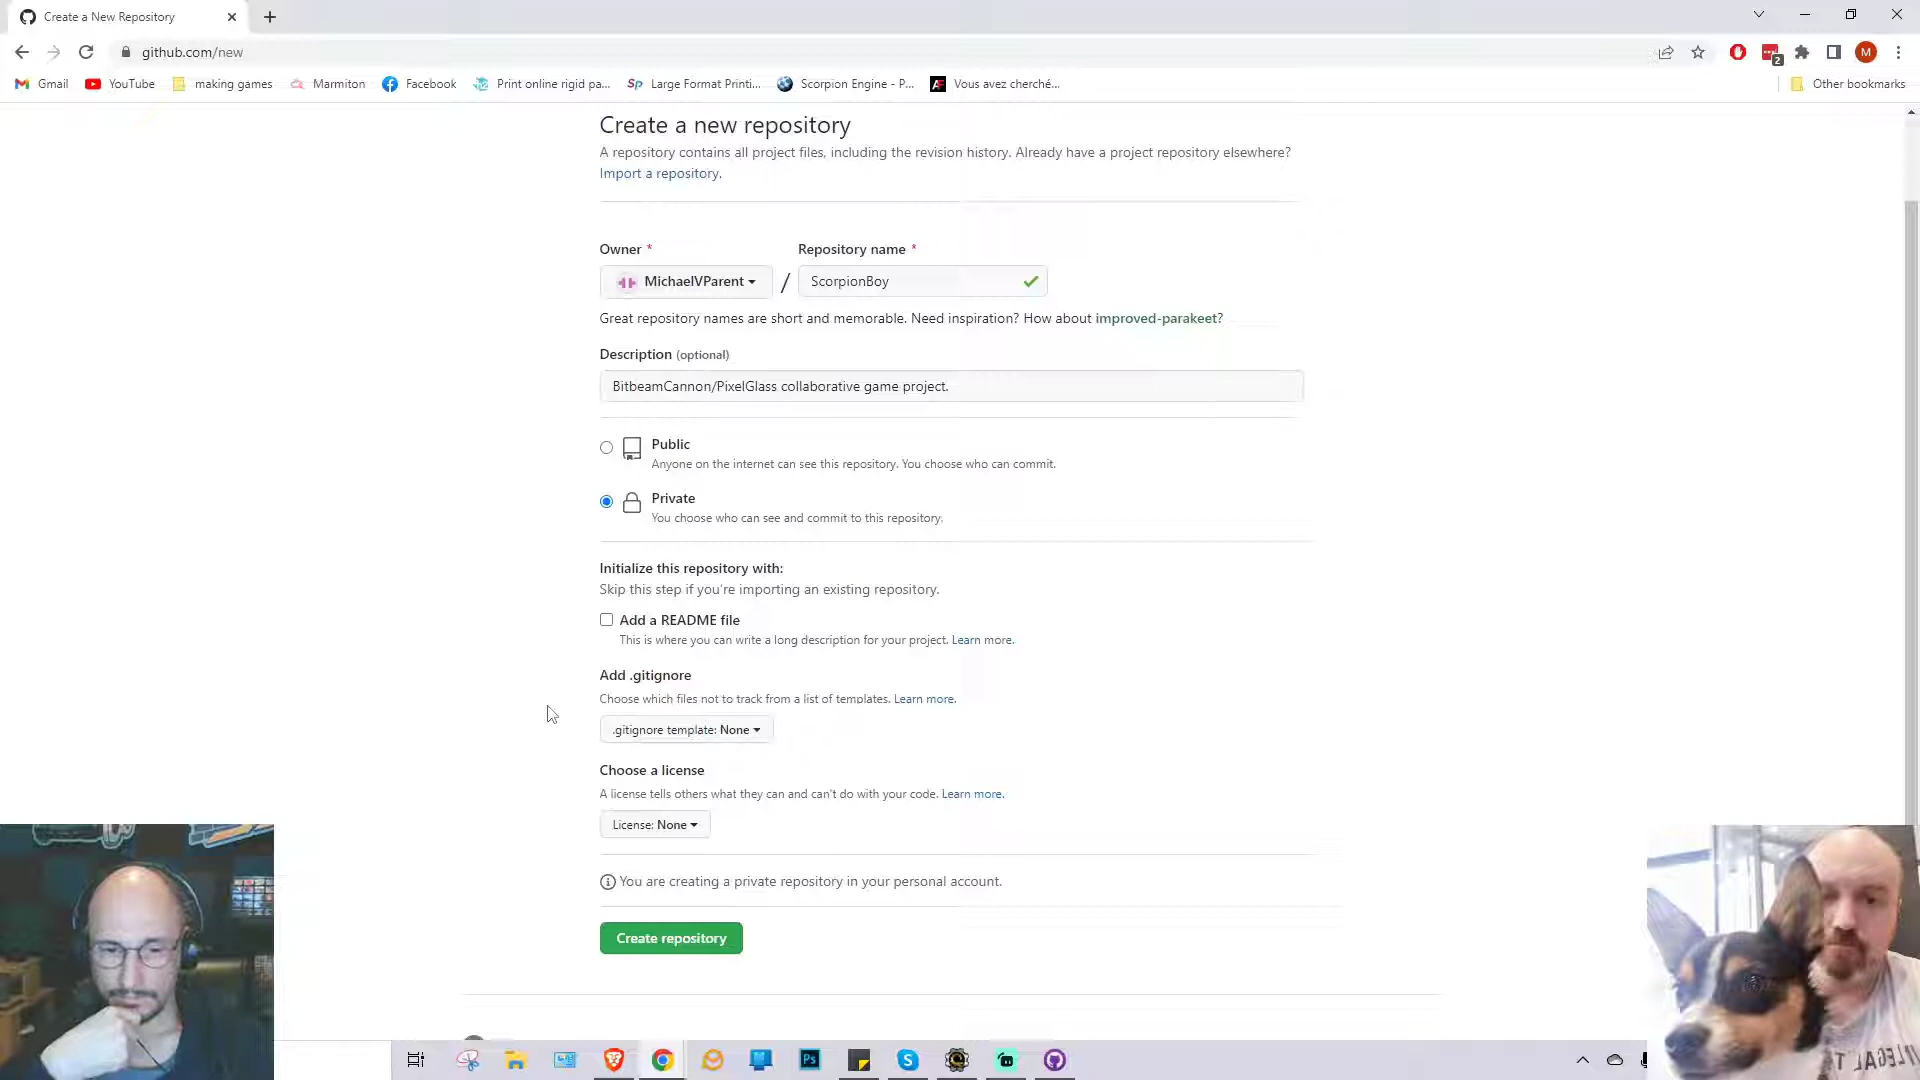 Create a New Repository
github.com/new
2
M
Gmail
YouTube
making games
Marmiton
Facebook
Print online rigid pa...
Sp
Large Format Printi...
Scorpion Engine - P...
AF
Vous avez cherché...
Other bookmarks
Create a new repository
A repository contains all project files, including the revision history. Already have a project repository elsewhere?
Import a repository.
Owner *
Repository name *
MichaelVParent
/
ScorpionBoy
Great repository names are short and memorable. Need inspiration? How about improved-parakeet?
Description (optional)
BitbeamCannon/PixelGlass collaborative game project.
Public
Anyone on the internet can see this repository. You choose who can commit.
Private
You choose who can see and commit to this repository.
Initialize this repository with:
Skip this step if you're importing an existing repository.
Add a README file
This is where you can write a long description for your project. Learn more.
Add .gitignore
Choose which files not to track from a list of templates. Learn more.
.gitignore template: None
Choose a license
A license tells others what they can and can't do with your code. Learn more.
License: None
You are creating a private repository in your personal account.
Create repository
Ps
S